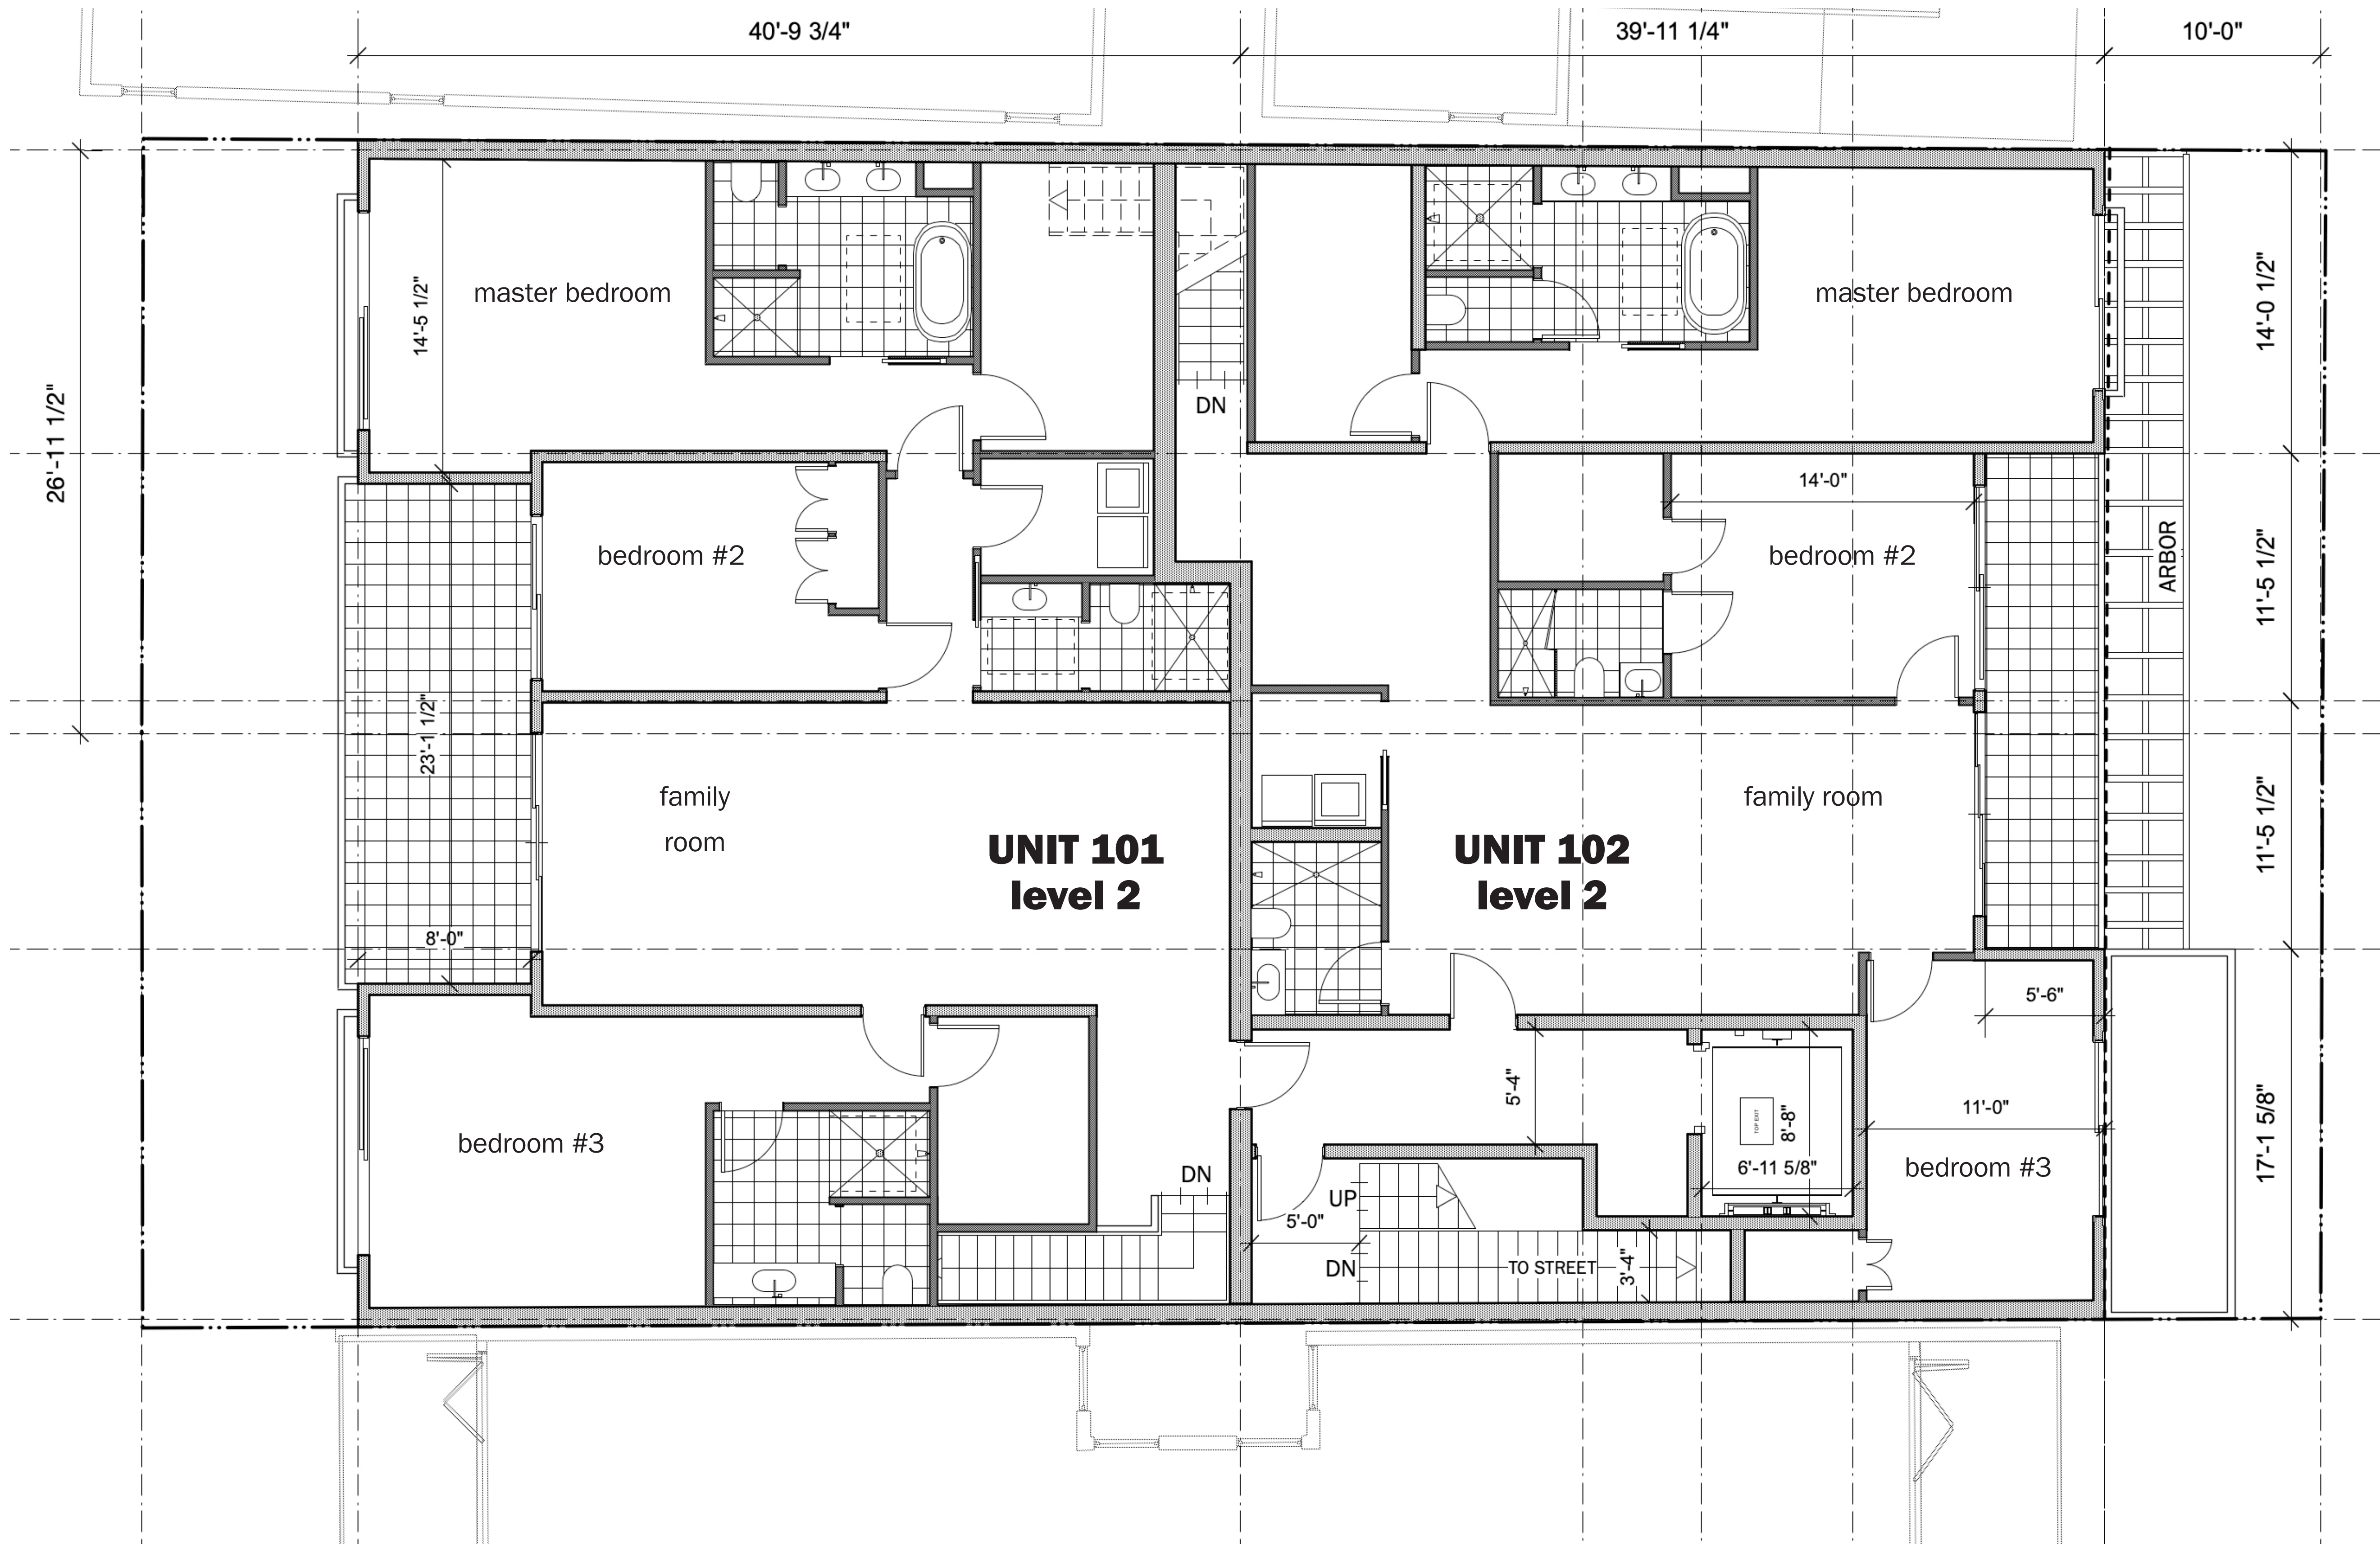 40'-9 3/4"
39'-11 1/4"
10'-0"
14'-5 1/2"
master bedroom
master bedroom
14'-0 1/2"
26'-11 1/2"
DN
14'-0"
bedroom #2
bedroom #2
ARBOR
11'-5 1/2"
23'-1 1/2"
family
room
family room
11'-5 1/2"
UNIT 101
level 2
UNIT 102
level 2
8'-0"
5'-6"
5'-4"
TOP EXIT
8'-8"
11'-0"
17'-1 5/8"
bedroom #3
6'-11 5/8"
bedroom #3
DN
UP
5'-0"
DN
TO STREET
3'-4"